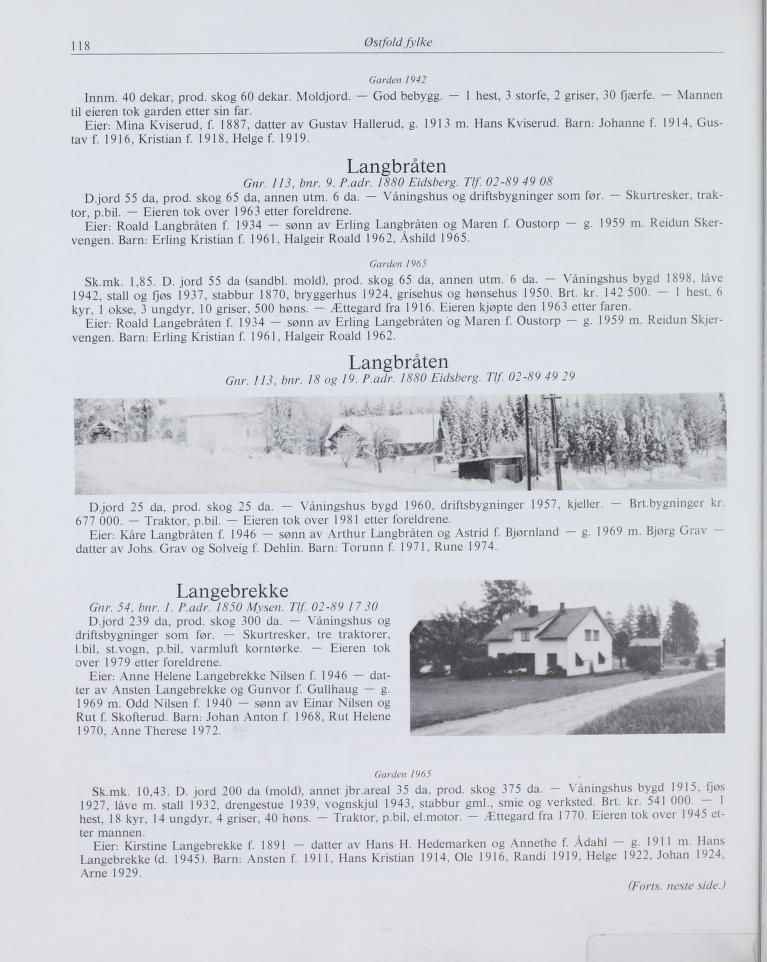 118
Østfold fylke
Garden 1942
Innm. 40 dekar, prod. skog 60 dekar. Moldjord. — God bebygg. — 1 hest, 3 storfe, 2 griser, 30 fjærfe. — Mannen
til eieren tok garden etter sin far.
Eier: Mina Kviserud, f. 1887, datter av Gustav Hallerud, g. 1913 m. Hans Kviserud. Barn: Johanne f. 1914, Gus-
tav f. 1916, Kristian f. 1918, Helge f. 1919.
Langbråten
Gnr. 113, bnr. 9. P.adr. 1880 Eidsberg. Tlf. 02-89 49 08
D.jord 55 da, prod. skog 65 da, annen utm. 6 da. — Våningshus og driftsbygninger som før. — Skurtresker, trak-
tor, p.bil. — Eieren tok over 1963 etter foreldrene.
Eier: Roald Langbråten f. 1934 — sønn av Erling Langbråten og Maren f. Oustorp — g. 1959 m. Reidun Sker-
vengen. Barn: Erling Kristian f. 1961, Halgeir Roald 1962, Åshild 1965.
Garden 1965
Sk.mk. 1,85. D. jord 55 da (sandbl. mold), prod. skog 65 da, annen utm. 6 da. — Våningshus bygd 1898, låve
1942, stall og fjøs 1937, stabbur 1870, bryggerhus 1924, grisehus og hønsehus 1950. Brt. kr. 142 500. — 1 hest, 6
kyr, 1 okse, 3 ungdyr, 10 griser, 500 høns. — Ættegard fra 1916. Eieren kjøpte den 1963 etter faren.
Eier: Roald Langebråten f. 1934 — sønn av Erling Langebråten og Maren f. Oustorp — g. 1959 m. Reidun Skjer-
vengen. Barn: Erling Kristian f. 1961, Halgeir Roald 1962.
Langbråten
Gnr. 113, bnr. 18 og 19. P.adr. 1880 Eidsberg. Tlf. 02-89 49 29
D.jord 25 da, prod. skog 25 da. — Våningshus bygd 1960, driftsbygninger 1957, kjeller. — Brt.bygninger kr.
677 000. — Traktor, p.bil. — Eieren tok over 1981 etter foreldrene.
Eier: Kåre Langbråten f. 1946 — sønn av Arthur Langbråten og Astrid f. Bjørnland — g. 1969 m. Bjørg Grav —
datter av Johs. Grav og Solveig f. Dehlin. Barn: Torunn f. 1971, Rune 1974.
Langebrekke
Gnr. 54, bnr. 1. P.adr. 1850 Mysen. Tlf. 02-89 17 30
D.jord 239 da, prod. skog 300 da. — Våningshus og
driftsbygninger som før. — Skurtresker, tre traktorer,
l.bil, st.vogn, p.bil, varmluft korntørke. — Eieren tok
over 1979 etter foreldrene.
Eier: Anne Helene Langebrekke Nilsen f. 1946 — dat-
ter av Ansten Langebrekke og Gunvor f. Gullhaug — g.
1969 m. Odd Nilsen f. 1940 — sønn av Einar Nilsen og
Rut f. Skofterud. Barn: Johan Anton f. 1968, Rut Helene
1970, Anne Therese 1972.
Garden 1965
Sk.mk. 10,43. D. jord 200 da (mold), annet jbr.areal 35 da, prod. skog 375 da. — Våningshus bygd 1915, fjøs
1927, låve m. stall 1932, drengestue 1939, vognskjul 1943, stabbur gml., smie og verksted. Brt. kr. 541 000. — 1
hest, 18 kyr, 14 ungdyr, 4 griser, 40 høns. — Traktor, p.bil, el.motor. — Ættegard fra 1770. Eieren tok over 1945 et-
ter mannen.
Eier: Kirstine Langebrekke f. 1891 — datter av Hans H. Hedemarken og Annethe f. Ådahl — g. 1911 m. Hans
Langebrekke (d. 1945). Barn: Ansten f. 1911, Hans Kristian 1914, Ole 1916, Randi 1919, Helge 1922, Johan 1924,
Arne 1929.
(Forts. neste side.)